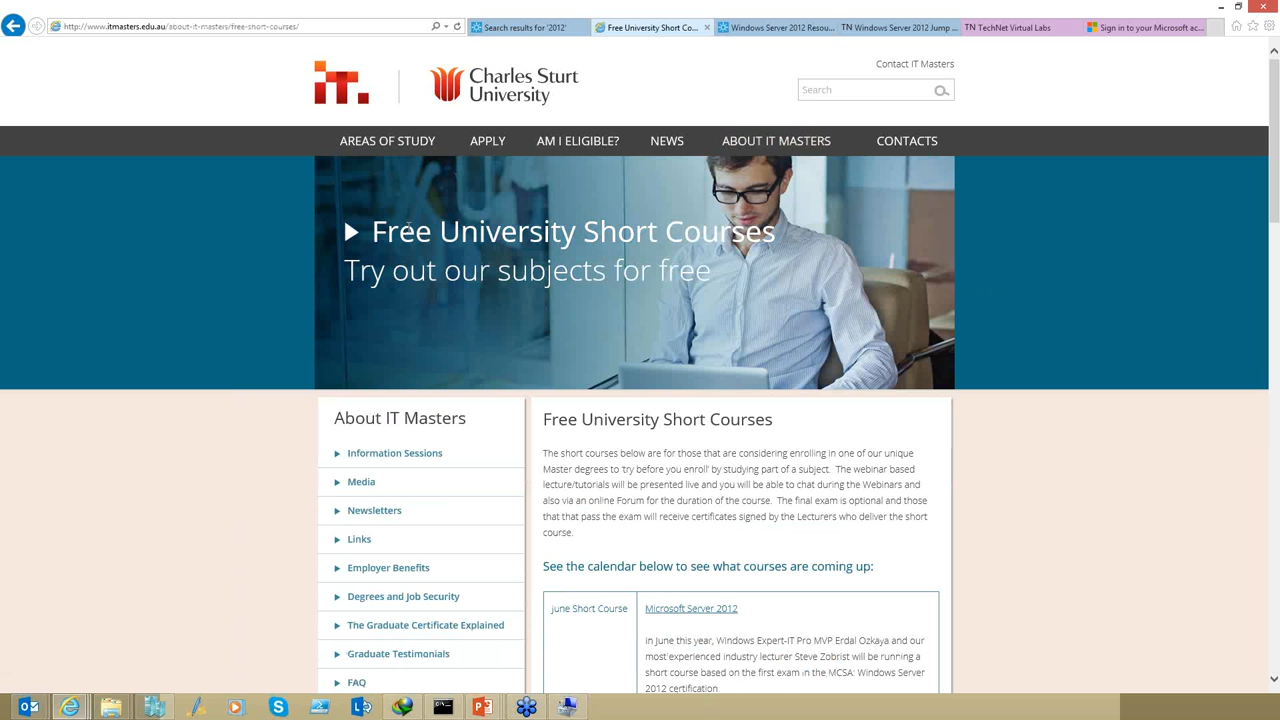 http://www.itmasters.edu.au/about-it-masters/free-short-courses/
Search results for '2012'
Free University Short Co...
Windows Server 2012 Resou...
TN Windows Server 2012 Jump ...
TN TechNet Virtual Labs
Sign in to your Microsoft ac...
Contact IT Masters
it.
Charles Sturt
University
Search
AREAS OF STUDY
APPLY
AM I ELIGIBLE?
NEWS
ABOUT IT MASTERS
CONTACTS
Free University Short Courses
Try out our subjects for free
About IT Masters
Information Sessions
Media
Newsletters
Links
Employer Benefits
Degrees and Job Security
The Graduate Certificate Explained
Graduate Testimonials
FAQ
Free University Short Courses
The short courses below are for those that are considering enrolling in one of our unique
Master degrees to 'try before you enroll' by studying part of a subject. The webinar based
lecture/tutorials will be presented live and you will be able to chat during the Webinars and
also via an online Forum for the duration of the course. The final exam is optional and those
that that pass the exam will receive certificates signed by the Lecturers who deliver the short
course.
See the calendar below to see what courses are coming up:
June Short Course
Microsoft Server 2012
in June this year, Windows Expert-IT Pro MVP Erdal Ozkaya and our
most experienced industry lecturer Steve Zobrist will be running a
short course based on the first exam in the MCSA: Windows Server
2012 certification